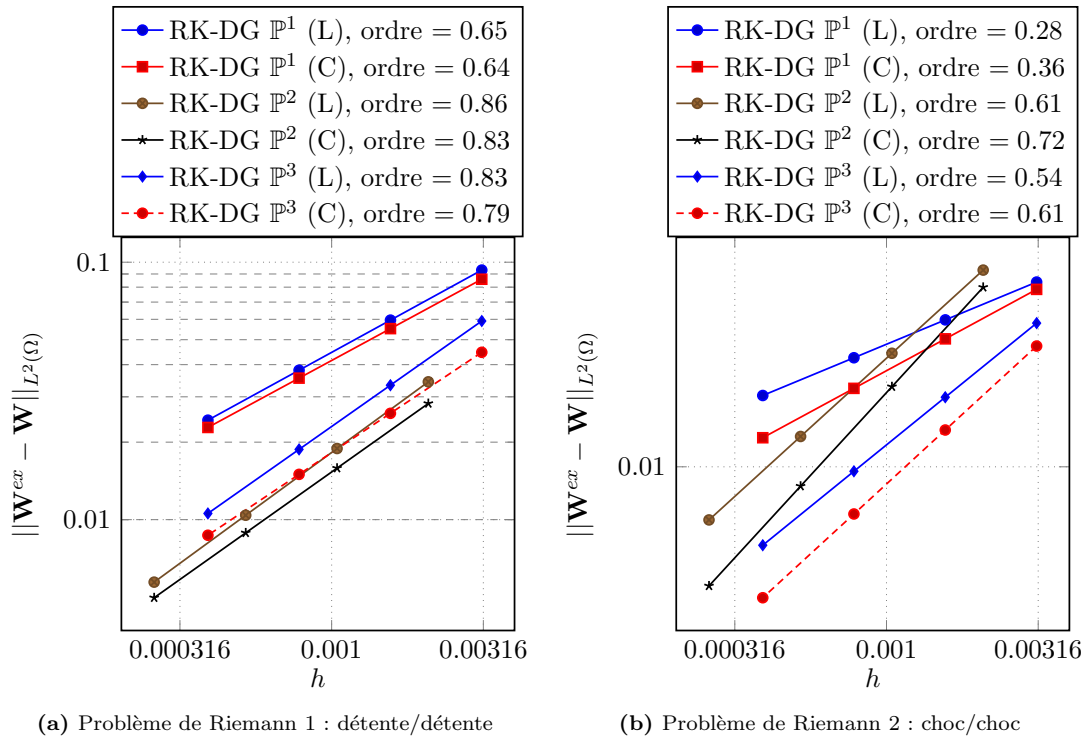 RK-DG ℙ¹ (L), ordre = 0.65
RK-DG ℙ¹ (C), ordre = 0.64
RK-DG ℙ² (L), ordre = 0.86
RK-DG ℙ² (C), ordre = 0.83
RK-DG ℙ³ (L), ordre = 0.83
RK-DG ℙ³ (C), ordre = 0.79
0.1
0.01
||𝐖ᵉˣ − 𝐖||_{L²(Ω)}
0.000316 0.001 0.00316
h
(a) Problème de Riemann 1 : détente/détente
RK-DG ℙ¹ (L), ordre = 0.28
RK-DG ℙ¹ (C), ordre = 0.36
RK-DG ℙ² (L), ordre = 0.61
RK-DG ℙ² (C), ordre = 0.72
RK-DG ℙ³ (L), ordre = 0.54
RK-DG ℙ³ (C), ordre = 0.61
0.01
||𝐖ᵉˣ − 𝐖||_{L²(Ω)}
0.000316 0.001 0.00316
h
(b) Problème de Riemann 2 : choc/choc